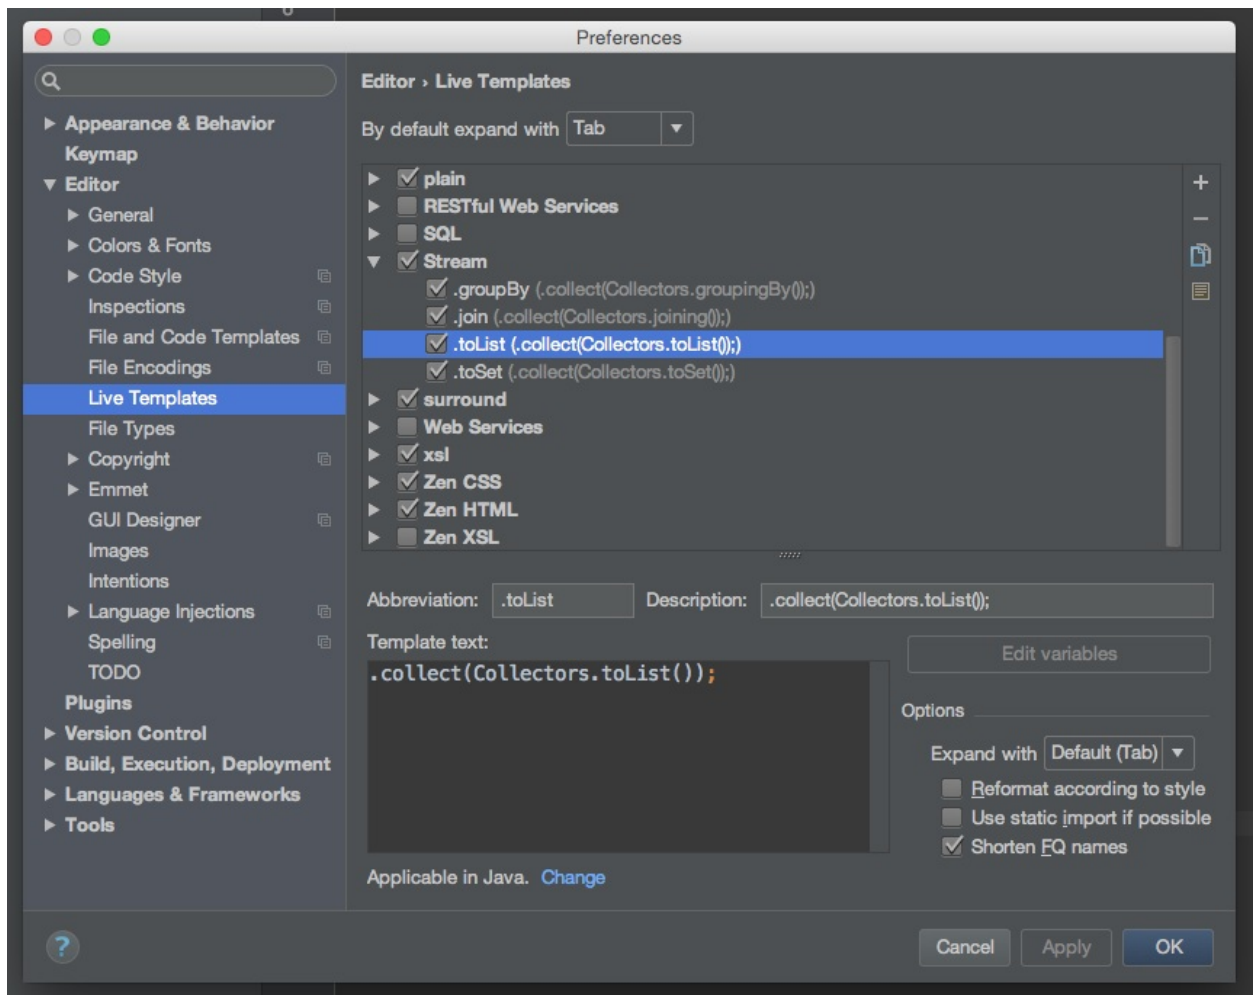 Preferences
Appearance & Behavior
Keymap
Editor
General
Colors & Fonts
Code Style
Inspections
File and Code Templates
File Encodings
Live Templates
File Types
Copyright
Emmet
GUI Designer
Images
Intentions
Language Injections
Spelling
TODO
Plugins
Version Control
Build, Execution, Deployment
Languages & Frameworks
Tools
Editor › Live Templates
By default expand with Tab
plain
RESTful Web Services
SQL
Stream
.groupBy (.collect(Collectors.groupingBy());)
.join (.collect(Collectors.joining());)
.toList (.collect(Collectors.toList());)
.toSet (.collect(Collectors.toSet());)
surround
Web Services
xsl
Zen CSS
Zen HTML
Zen XSL
Abbreviation: .toList Description: .collect(Collectors.toList());
Template text:
.collect(Collectors.toList());
Edit variables
Options
Expand with Default (Tab)
Reformat according to style
Use static import if possible
Shorten FQ names
Applicable in Java. Change
?
Cancel Apply OK